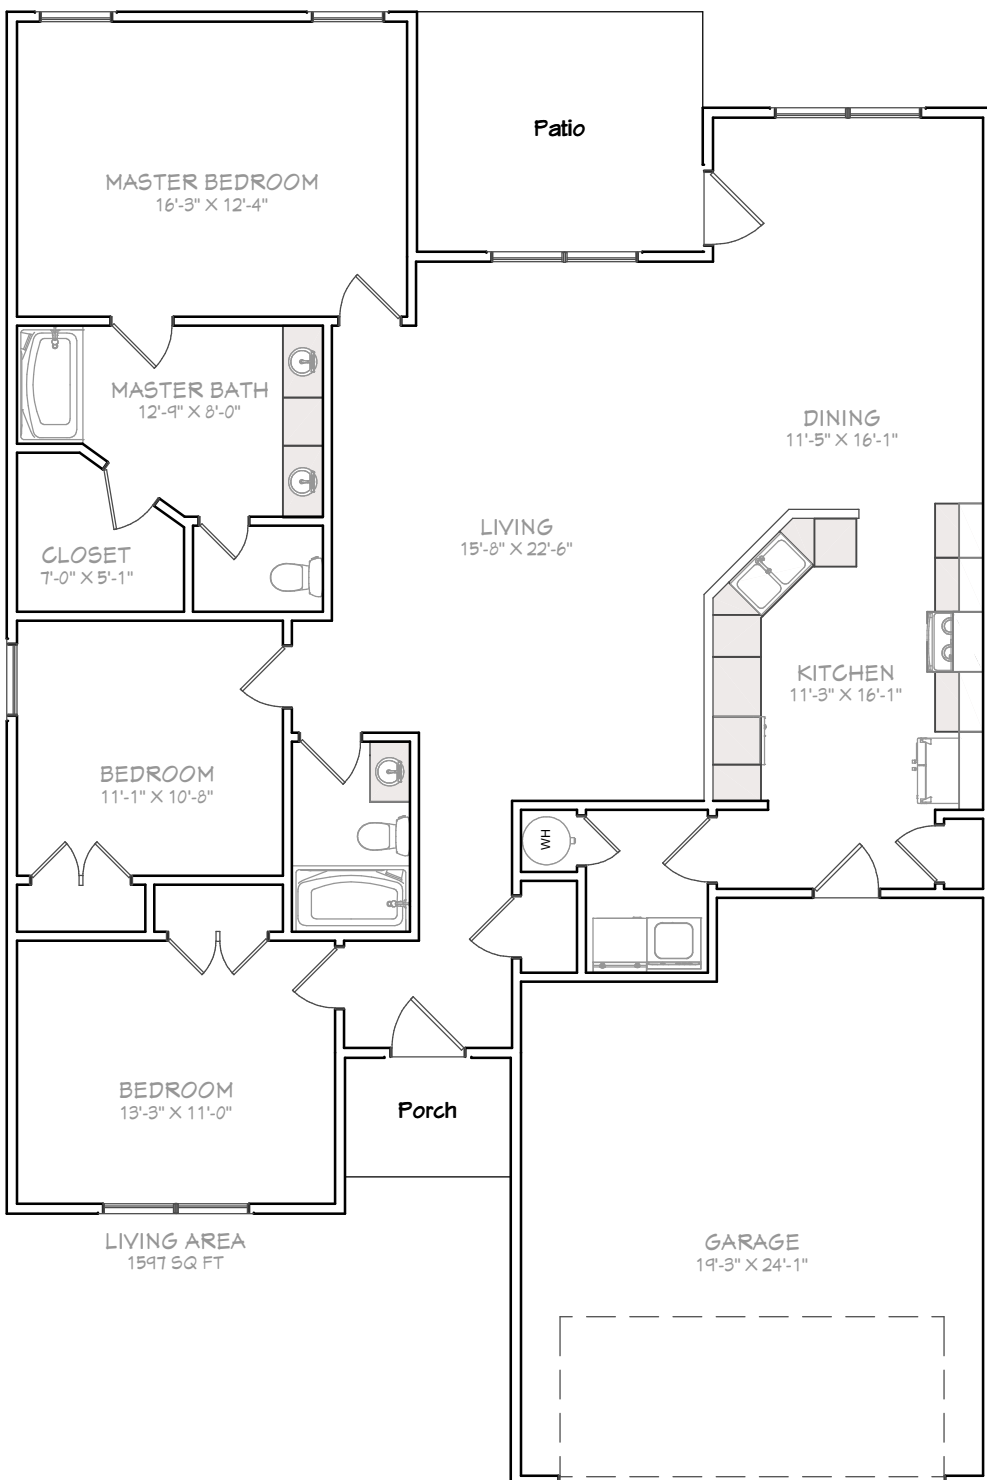 Patio
MASTER BEDROOM
16'-3" X 12'-4"
MASTER BATH
12'-9" X 8'-0"
DINING
11'-5" X 16'-1"
LIVING
15'-8" X 22'-6"
CLOSET
7'-0" X 5'-1"
KITCHEN
11'-3" X 16'-1"
BEDROOM
11'-1" X 10'-8"
WH
BEDROOM
13'-3" X 11'-0"
Porch
LIVING AREA
1597 SQ FT
GARAGE
19'-3" X 24'-1"